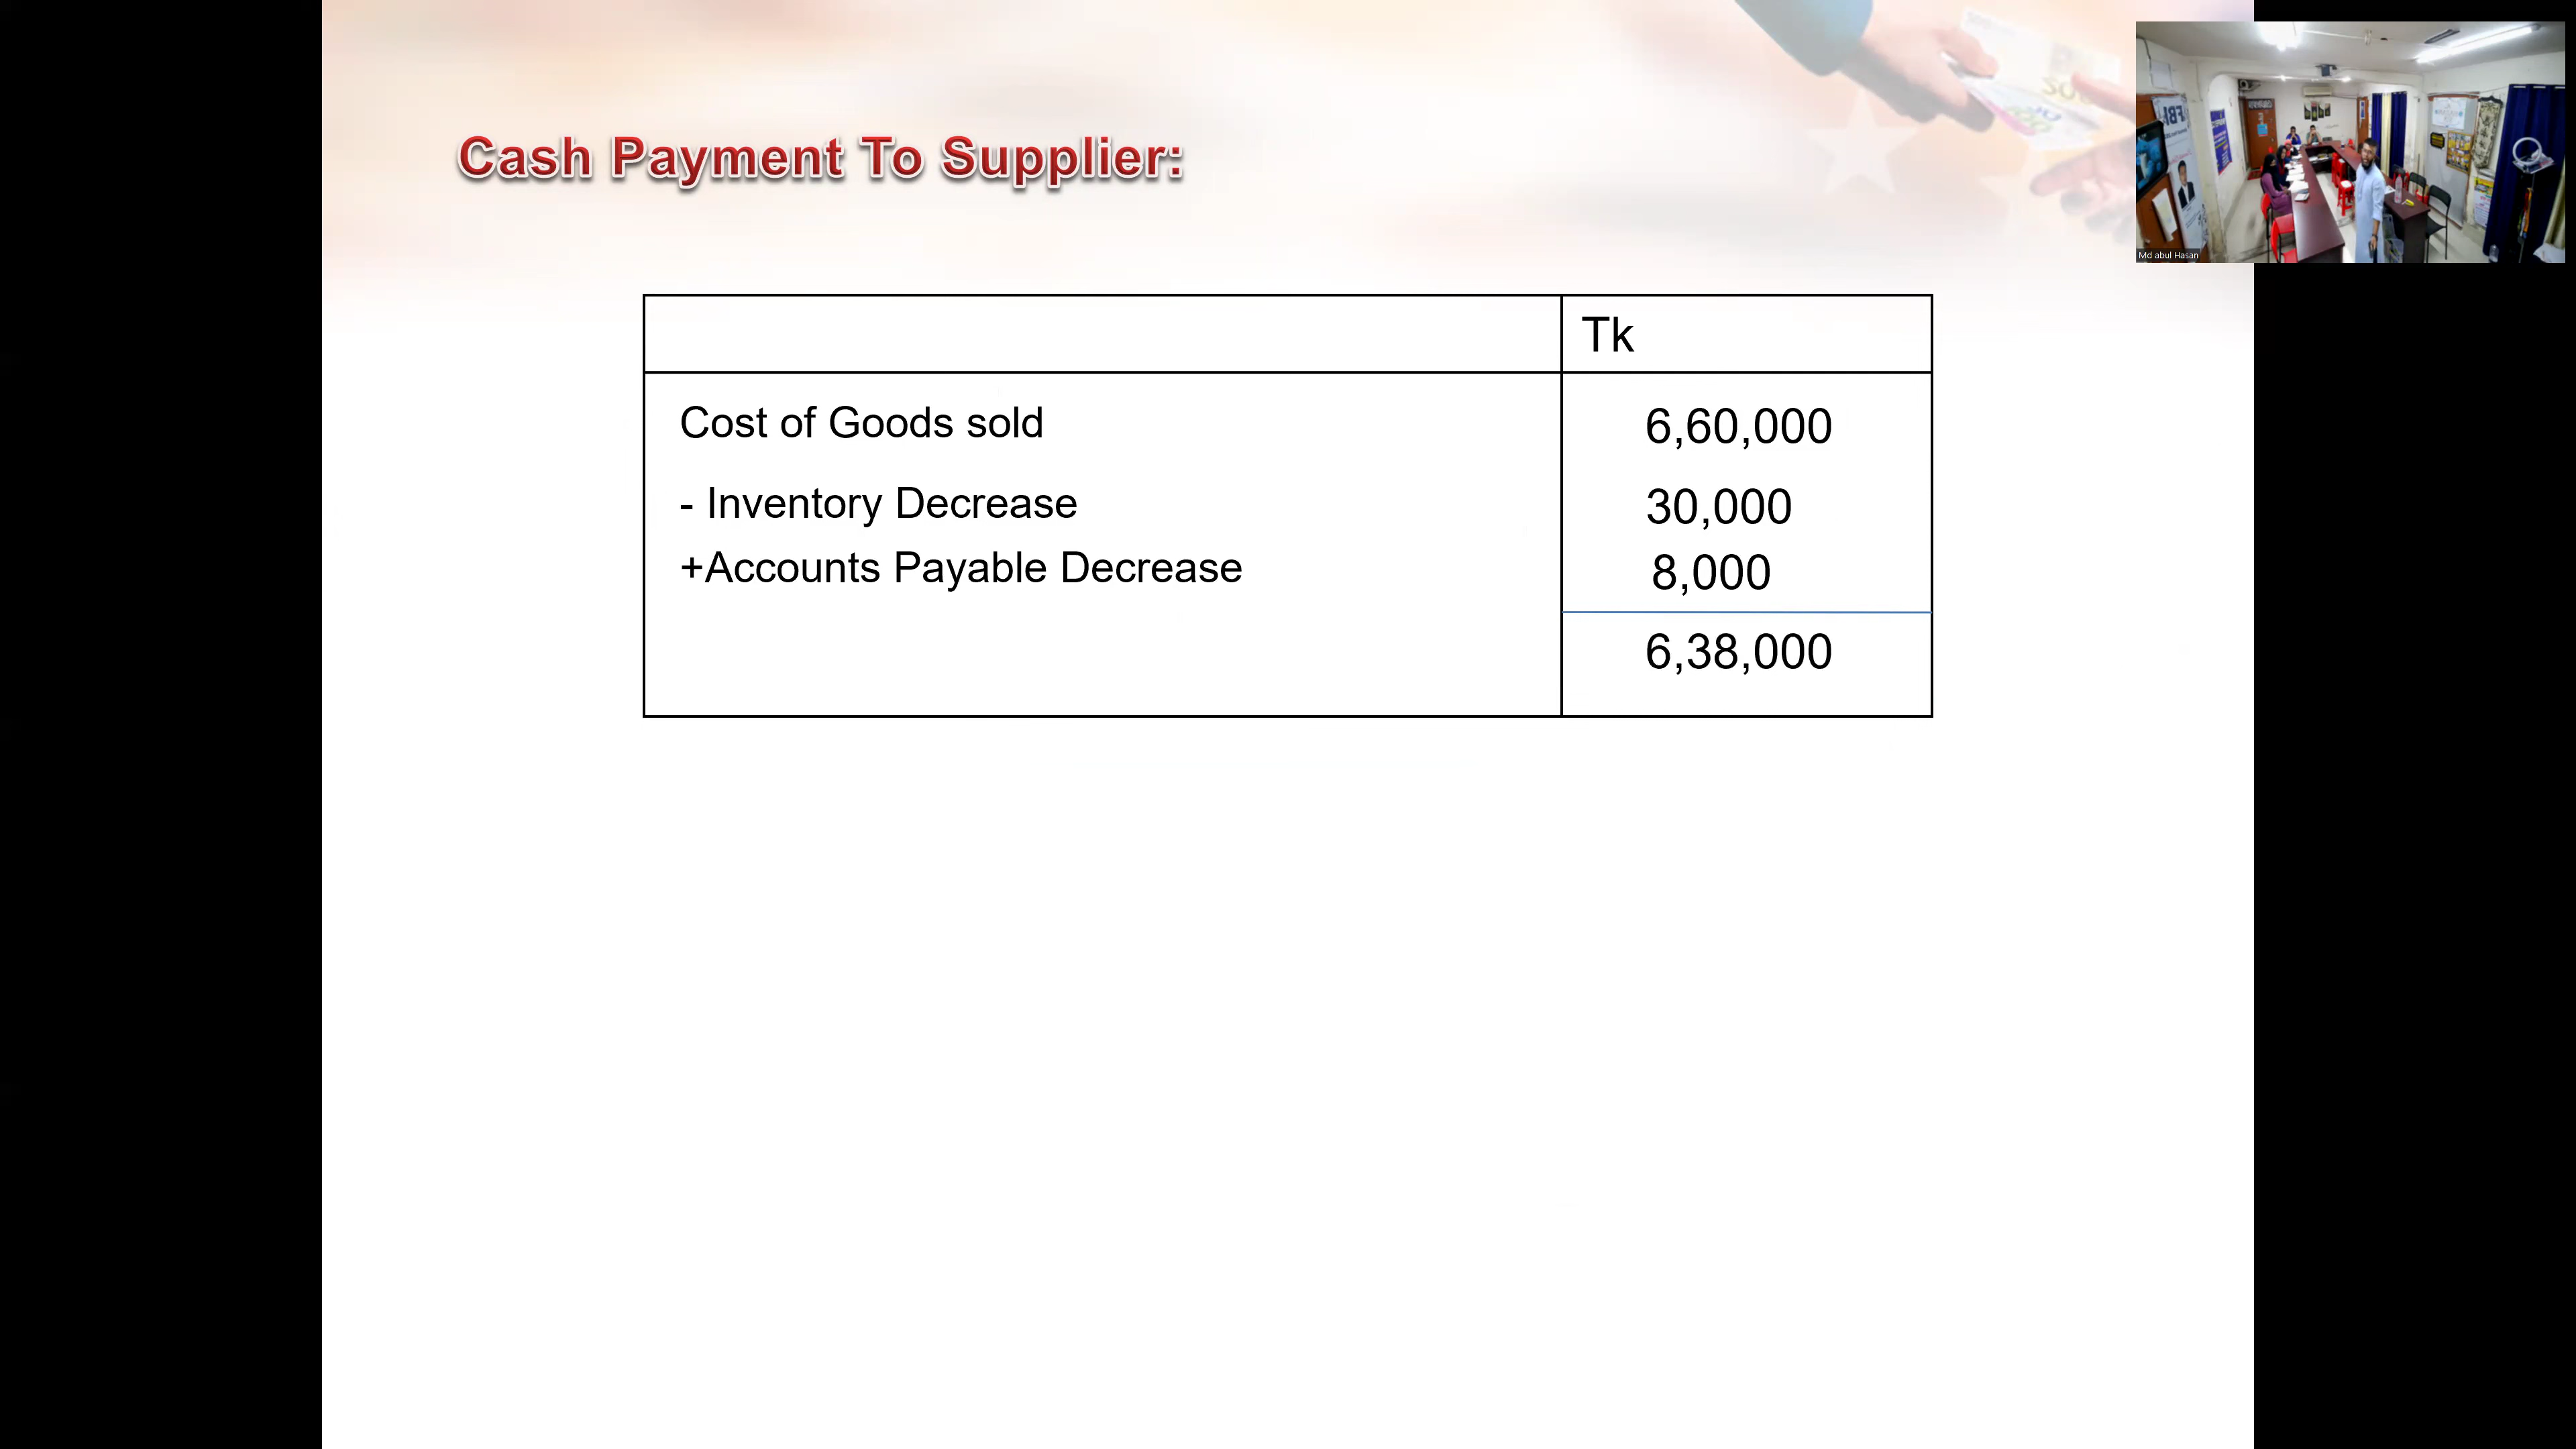 Cash Payment To Supplier:
Md abul Hasan
Tk
Cost of Goods sold 6,60,000
- Inventory Decrease 30,000
+Accounts Payable Decrease 8,000
6,38,000